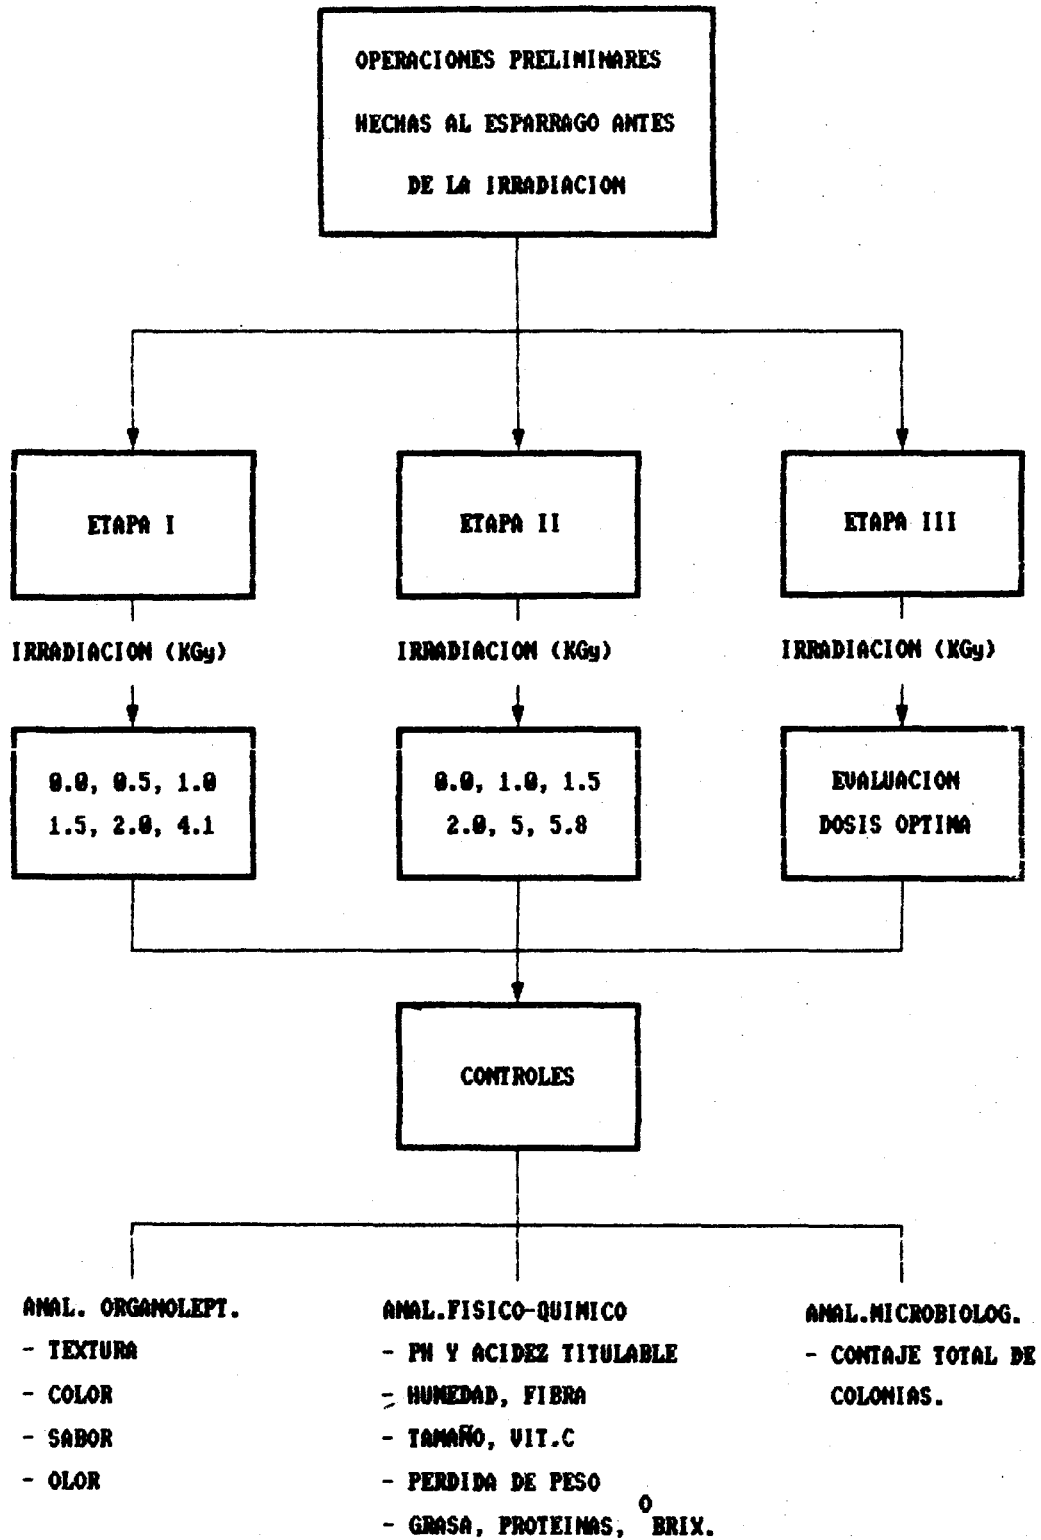 OPERACIONES PRELIMINARES
HECHAS AL ESPARRAGO ANTES
DE LA IRRADIACION
ETAPA I
ETAPA II
ETAPA III
IRRADIACION (KGy)
IRRADIACION (KGy)
IRRADIACION (KGy)
0.0, 0.5, 1.0
1.5, 2.0, 4.1
0.0, 1.0, 1.5
2.0, 5, 5.8
EVALUACION
DOSIS OPTIMA
CONTROLES
ANAL. ORGANOLEPT.
- TEXTURA
- COLOR
- SABOR
- OLOR
ANAL.FISICO-QUIMICO
- PH Y ACIDEZ TITULABLE
- HUMEDAD, FIBRA
- TAMAÑO, VIT.C
- PERDIDA DE PESO
- GRASA, PROTEINAS, °BRIX.
ANAL.MICROBIOLOG.
- CONTAJE TOTAL DE
COLONIAS.